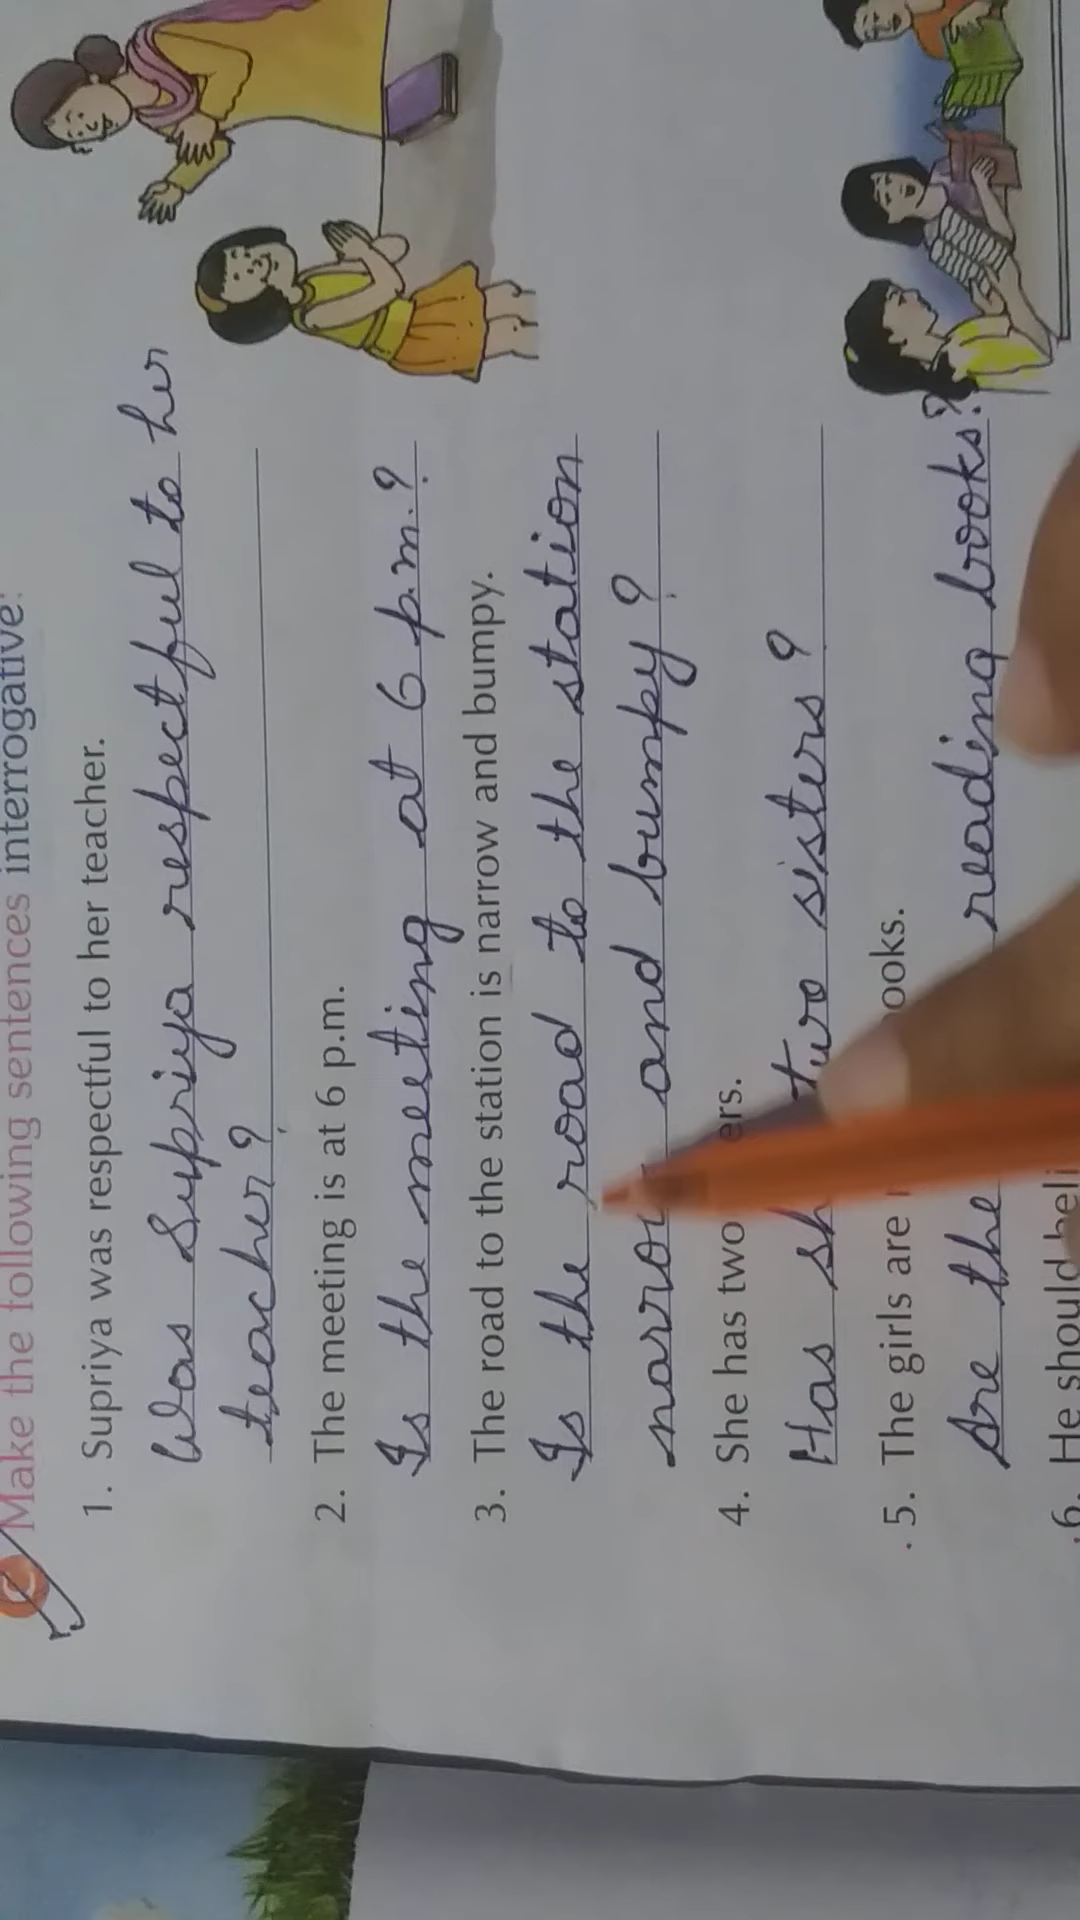 C Make the following sentences interrogative:
1. Supriya was respectful to her teacher.
Was Supriya respectful to her
teacher?
2. The meeting is at 6 p.m.
Is the meeting at 6 p.m.?
3. The road to the station is narrow and bumpy.
Is the road to the station
and bumpy?
4. She has two
Has two sisters?
5. The girls are
Are the reading books?
6. He should